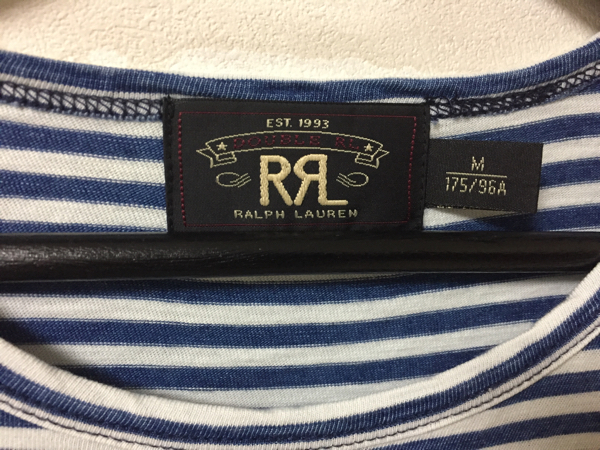 EST. 1993
DOUBLE RL
RRL
RALPH LAUREN
M
175/96A